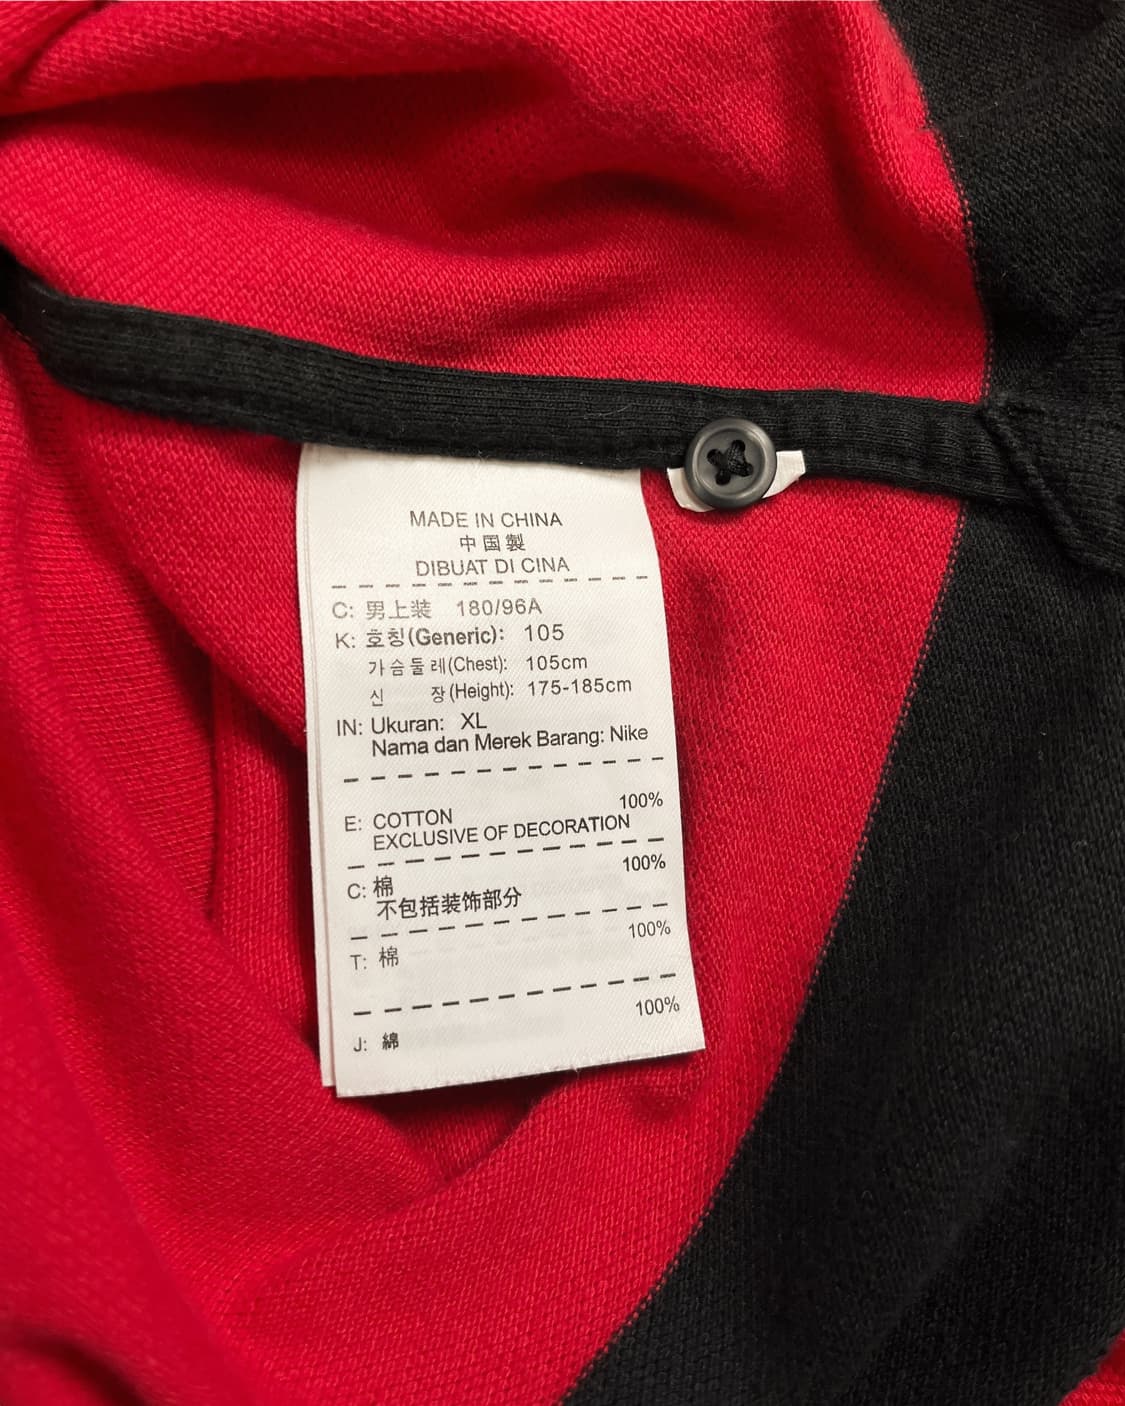 MADE IN CHINA
中国製
DIBUAT DI CINA
C: 男上装 180/96A
K: 호칭(Generic): 105
가슴둘레(Chest): 105cm
신 장(Height): 175-185cm
IN: Ukuran: XL
Nama dan Merek Barang: Nike
100%
E: COTTON
EXCLUSIVE OF DECORATION
100%
C: 棉
不包括装饰部分
100%
T: 棉
100%
J: 綿